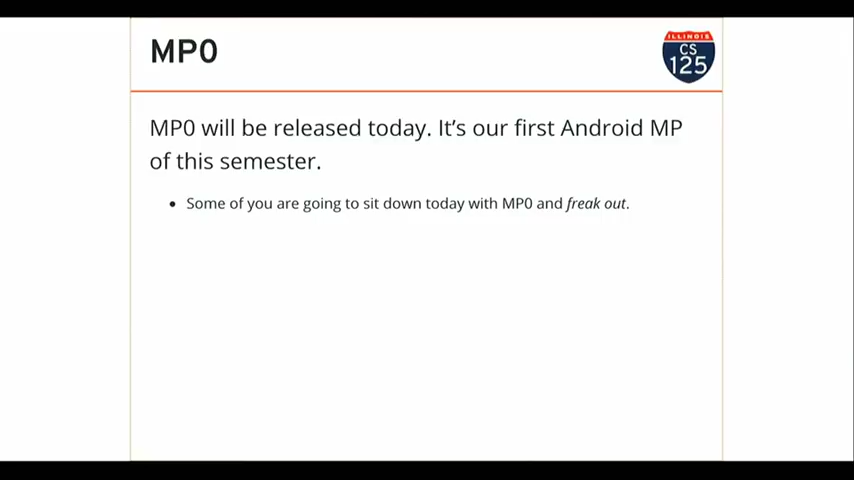 MP0
ILLINOIS
CS
125
MP0 will be released today. It's our first Android MP
of this semester.
• Some of you are going to sit down today with MP0 and freak out.